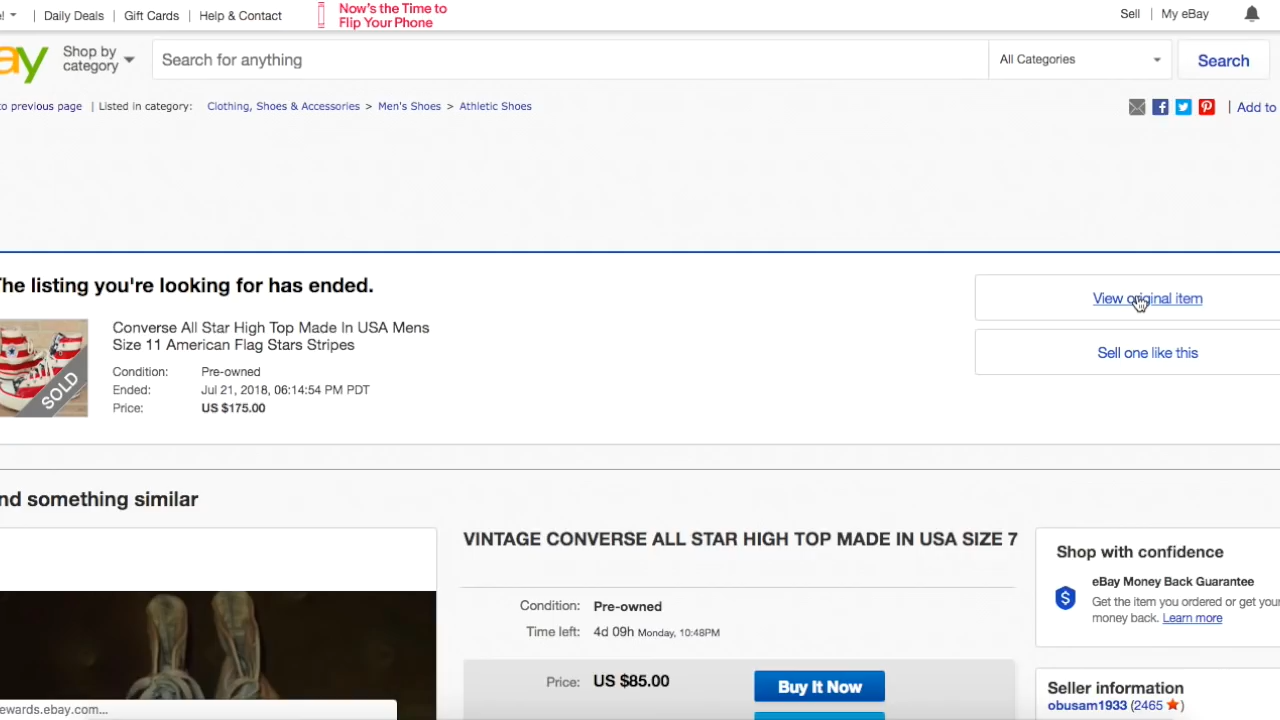 ! | Daily Deals | Gift Cards | Help & Contact
Now's the Time to
Flip Your Phone
Sell | My eBay
ay
Shop by
category
Search for anything
All Categories
Search
to previous page | Listed in category: Clothing, Shoes & Accessories > Men's Shoes > Athletic Shoes
| Add to
The listing you're looking for has ended.
View original item
Sell one like this
SOLD
Converse All Star High Top Made In USA Mens
Size 11 American Flag Stars Stripes
Condition: Pre-owned
Ended: Jul 21, 2018, 06:14:54 PM PDT
Price: US $175.00
nd something similar
VINTAGE CONVERSE ALL STAR HIGH TOP MADE IN USA SIZE 7
Condition: Pre-owned
Time left: 4d 09h Monday, 10:48PM
Price: US $85.00
Buy It Now
Shop with confidence
eBay Money Back Guarantee
Get the item you ordered or get your
money back. Learn more
Seller information
obusam1933 (2465 )
ewards.ebay.com...